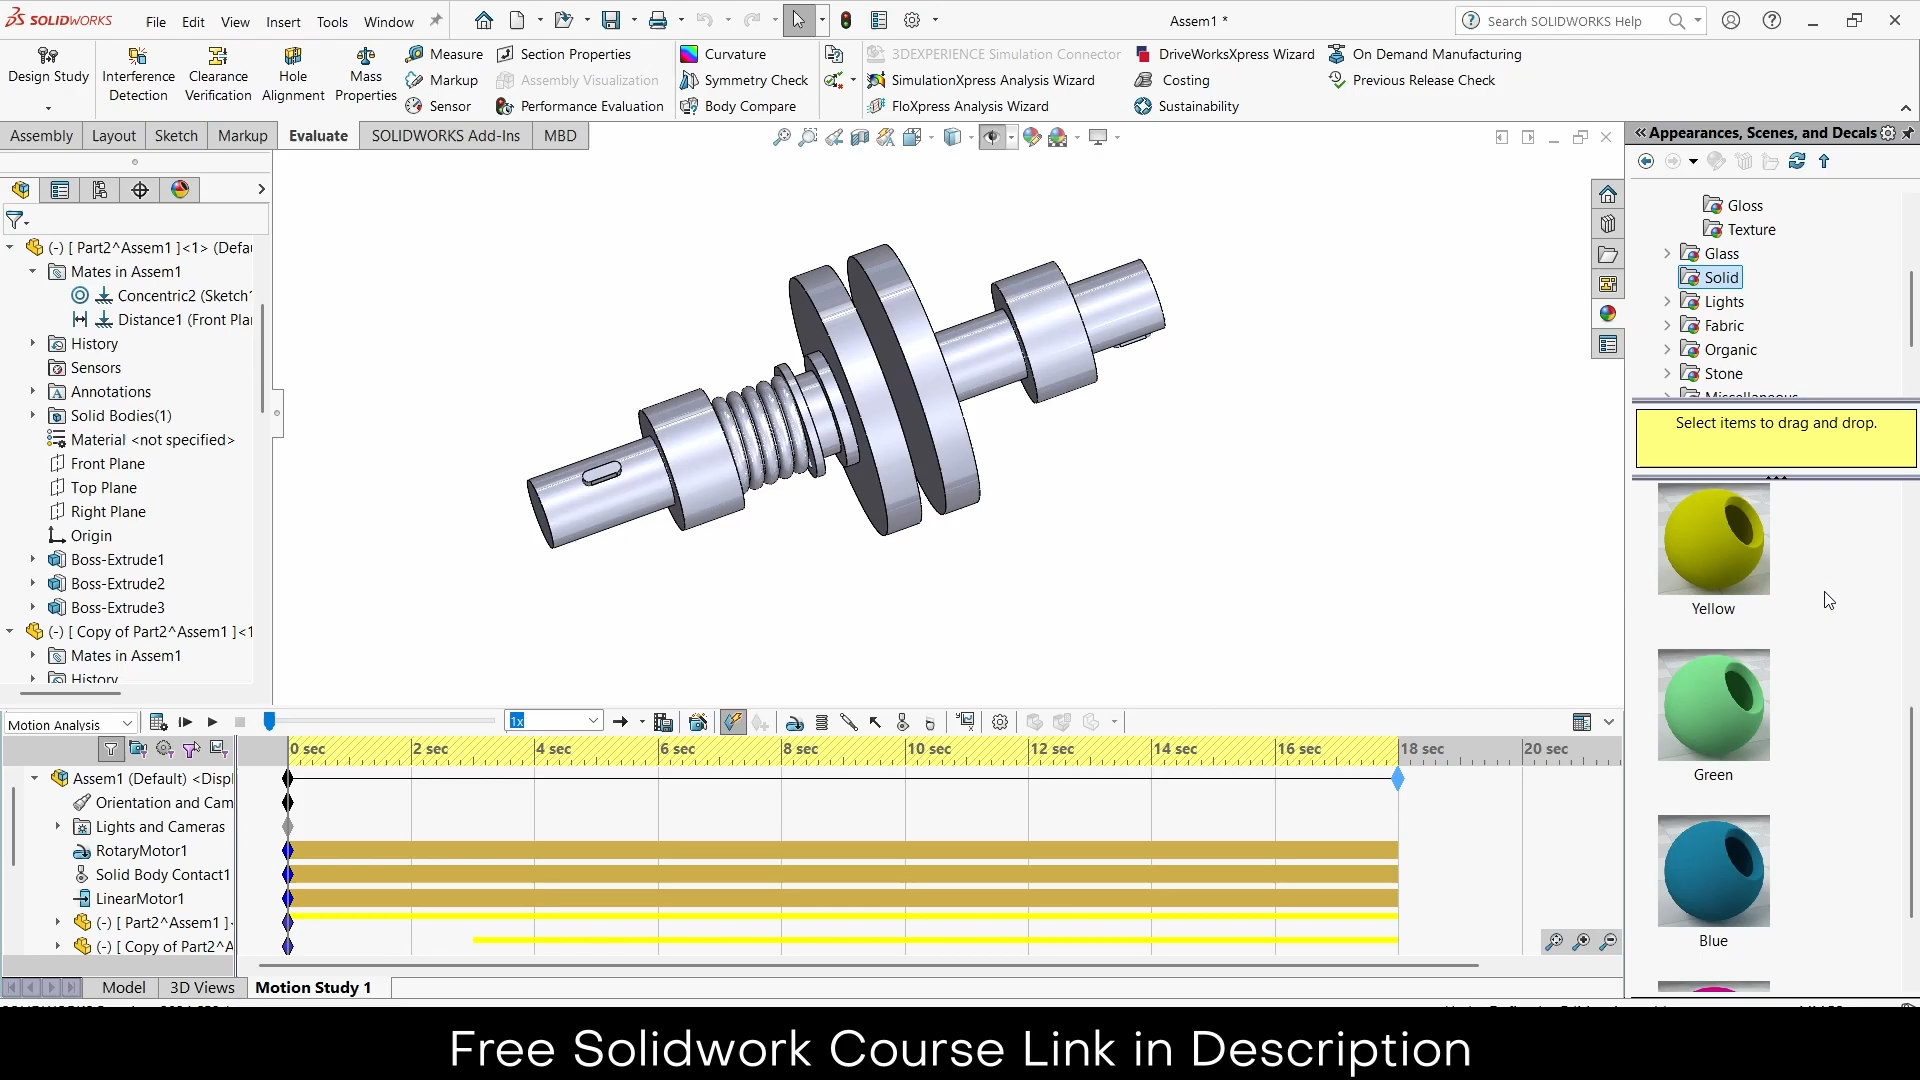 SOLIDWORKS File Edit View Insert Tools Window Assem1 * Search SOLIDWORKS Help
Design Study
Interference Detection
Clearance Verification
Hole Alignment
Mass Properties
Measure
Markup
Sensor
Section Properties
Assembly Visualization
Performance Evaluation
Curvature
Symmetry Check
Body Compare
3DEXPERIENCE Simulation Connector
SimulationXpress Analysis Wizard
FloXpress Analysis Wizard
DriveWorksXpress Wizard
Costing
Sustainability
On Demand Manufacturing
Previous Release Check
Assembly Layout Sketch Markup Evaluate SOLIDWORKS Add-Ins MBD
(-) [ Part2^Assem1 ]<1> (Defau
Mates in Assem1
Concentric2 (Sketch1
Distance1 (Front Plan
History
Sensors
Annotations
Solid Bodies(1)
Material <not specified>
Front Plane
Top Plane
Right Plane
Origin
Boss-Extrude1
Boss-Extrude2
Boss-Extrude3
(-) [ Copy of Part2^Assem1 ]<1
Mates in Assem1
History
Appearances, Scenes, and Decals
Gloss
Texture
Glass
Solid
Lights
Fabric
Organic
Stone
Miscellaneous
Select items to drag and drop.
Yellow
Green
Blue
Motion Analysis 1x
0 sec 2 sec 4 sec 6 sec 8 sec 10 sec 12 sec 14 sec 16 sec 18 sec 20 sec
Assem1 (Default) <Displ
Orientation and Cam
Lights and Cameras
RotaryMotor1
Solid Body Contact1
LinearMotor1
(-) [ Part2^Assem1 ]
(-) [ Copy of Part2^A
Model 3D Views Motion Study 1
Free Solidwork Course Link in Description